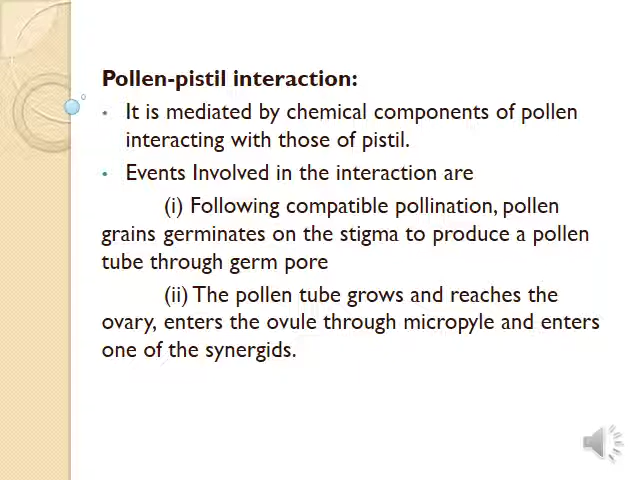 Pollen-pistil interaction:
• It is mediated by chemical components of pollen
interacting with those of pistil.
• Events Involved in the interaction are
(i) Following compatible pollination, pollen
grains germinates on the stigma to produce a pollen
tube through germ pore
(ii) The pollen tube grows and reaches the
ovary, enters the ovule through micropyle and enters
one of the synergids.